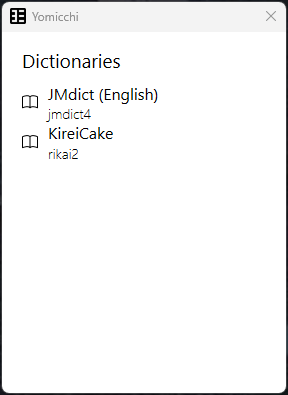 Yomicchi
Dictionaries
JMdict (English)
jmdict4
KireiCake
rikai2